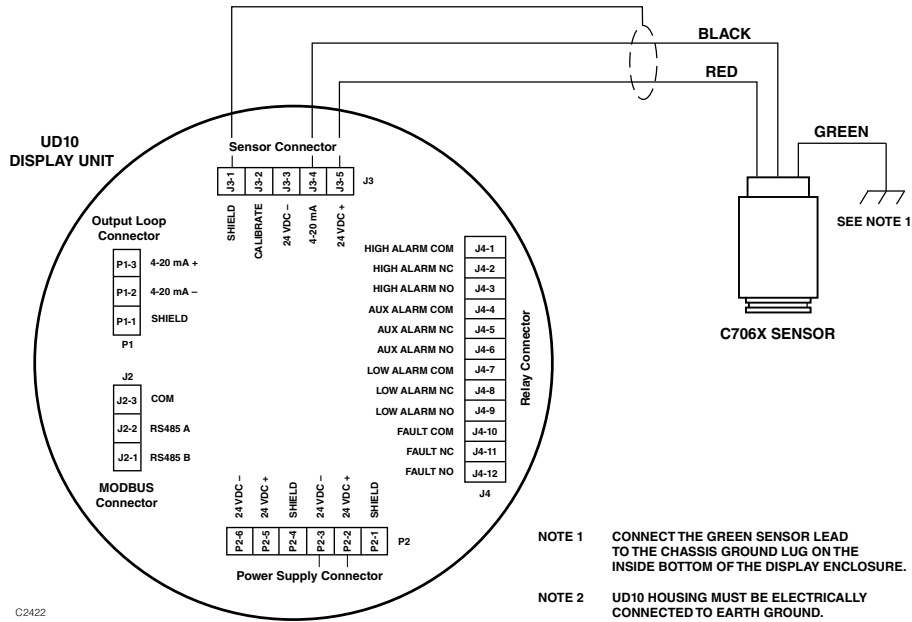 BLACK
RED
GREEN
UD10
DISPLAY UNIT
Sensor Connector
J3-1
J3-2
J3-3
J3-4
J3-5
J3
SHIELD
CALIBRATE
24 VDC –
4-20 mA
24 VDC +
SEE NOTE 1
C706X SENSOR
Output Loop
Connector
P1-3 4-20 mA +
P1-2 4-20 mA –
P1-1 SHIELD
P1
J2
J2-3 COM
J2-2 RS485 A
J2-1 RS485 B
MODBUS
Connector
HIGH ALARM COM J4-1
HIGH ALARM NC J4-2
HIGH ALARM NO J4-3
AUX ALARM COM J4-4
AUX ALARM NC J4-5
AUX ALARM NO J4-6
LOW ALARM COM J4-7
LOW ALARM NC J4-8
LOW ALARM NO J4-9
FAULT COM J4-10
FAULT NC J4-11
FAULT NO J4-12
J4
Relay Connector
24 VDC –
24 VDC +
SHIELD
24 VDC –
24 VDC +
SHIELD
P2-6
P2-5
P2-4
P2-3
P2-2
P2-1
P2
Power Supply Connector
NOTE 1 CONNECT THE GREEN SENSOR LEAD
TO THE CHASSIS GROUND LUG ON THE
INSIDE BOTTOM OF THE DISPLAY ENCLOSURE.
NOTE 2 UD10 HOUSING MUST BE ELECTRICALLY
CONNECTED TO EARTH GROUND.
C2422